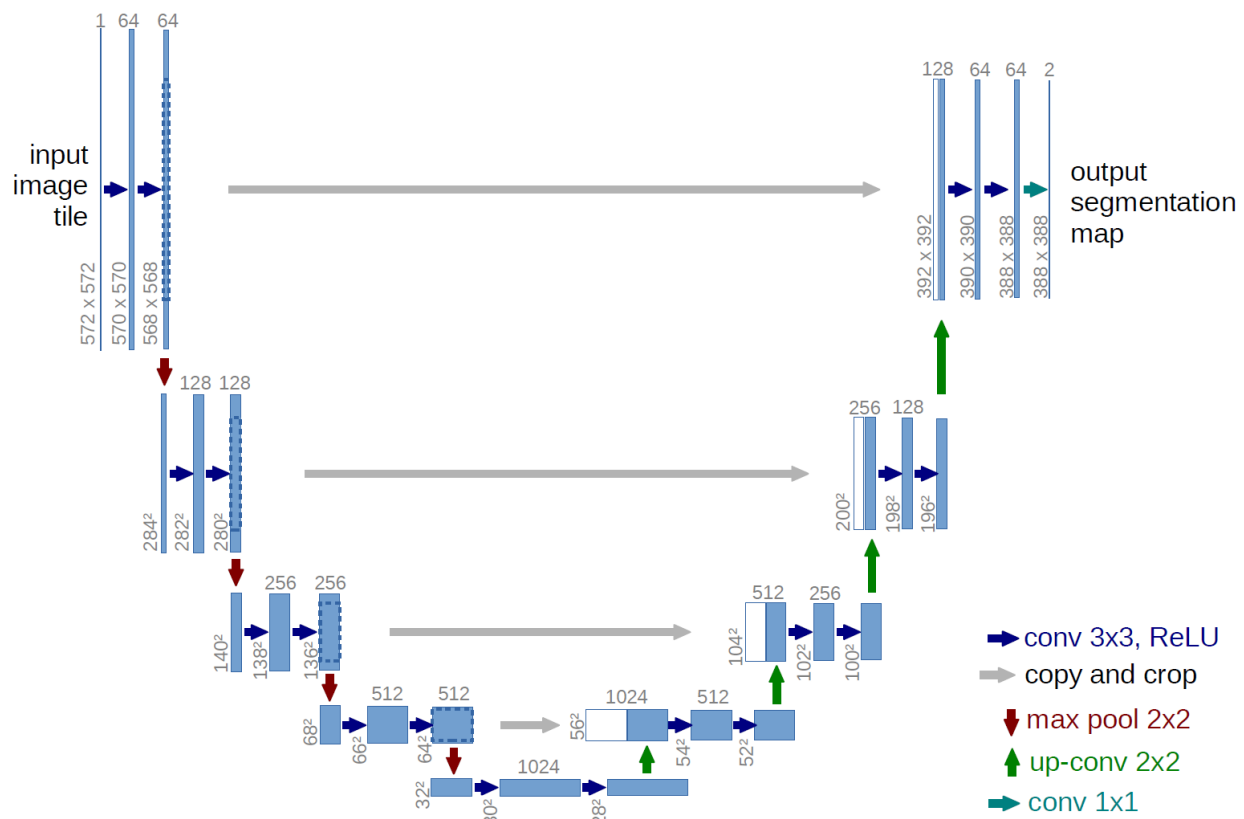 1 64 64
input
image
tile
572 x 572
570 x 570
568 x 568
128 64 64 2
392 x 392
390 x 390
388 x 388
388 x 388
output
segmentation
map
128 128
284²
282²
280²
256 128
200²
198²
196²
256 256
140²
138²
136²
512 256
104²
102²
100²
512 512
68²
66²
64²
1024 512
56²
54²
52²
1024
32²
conv 3x3, ReLU
copy and crop
max pool 2x2
up-conv 2x2
conv 1x1